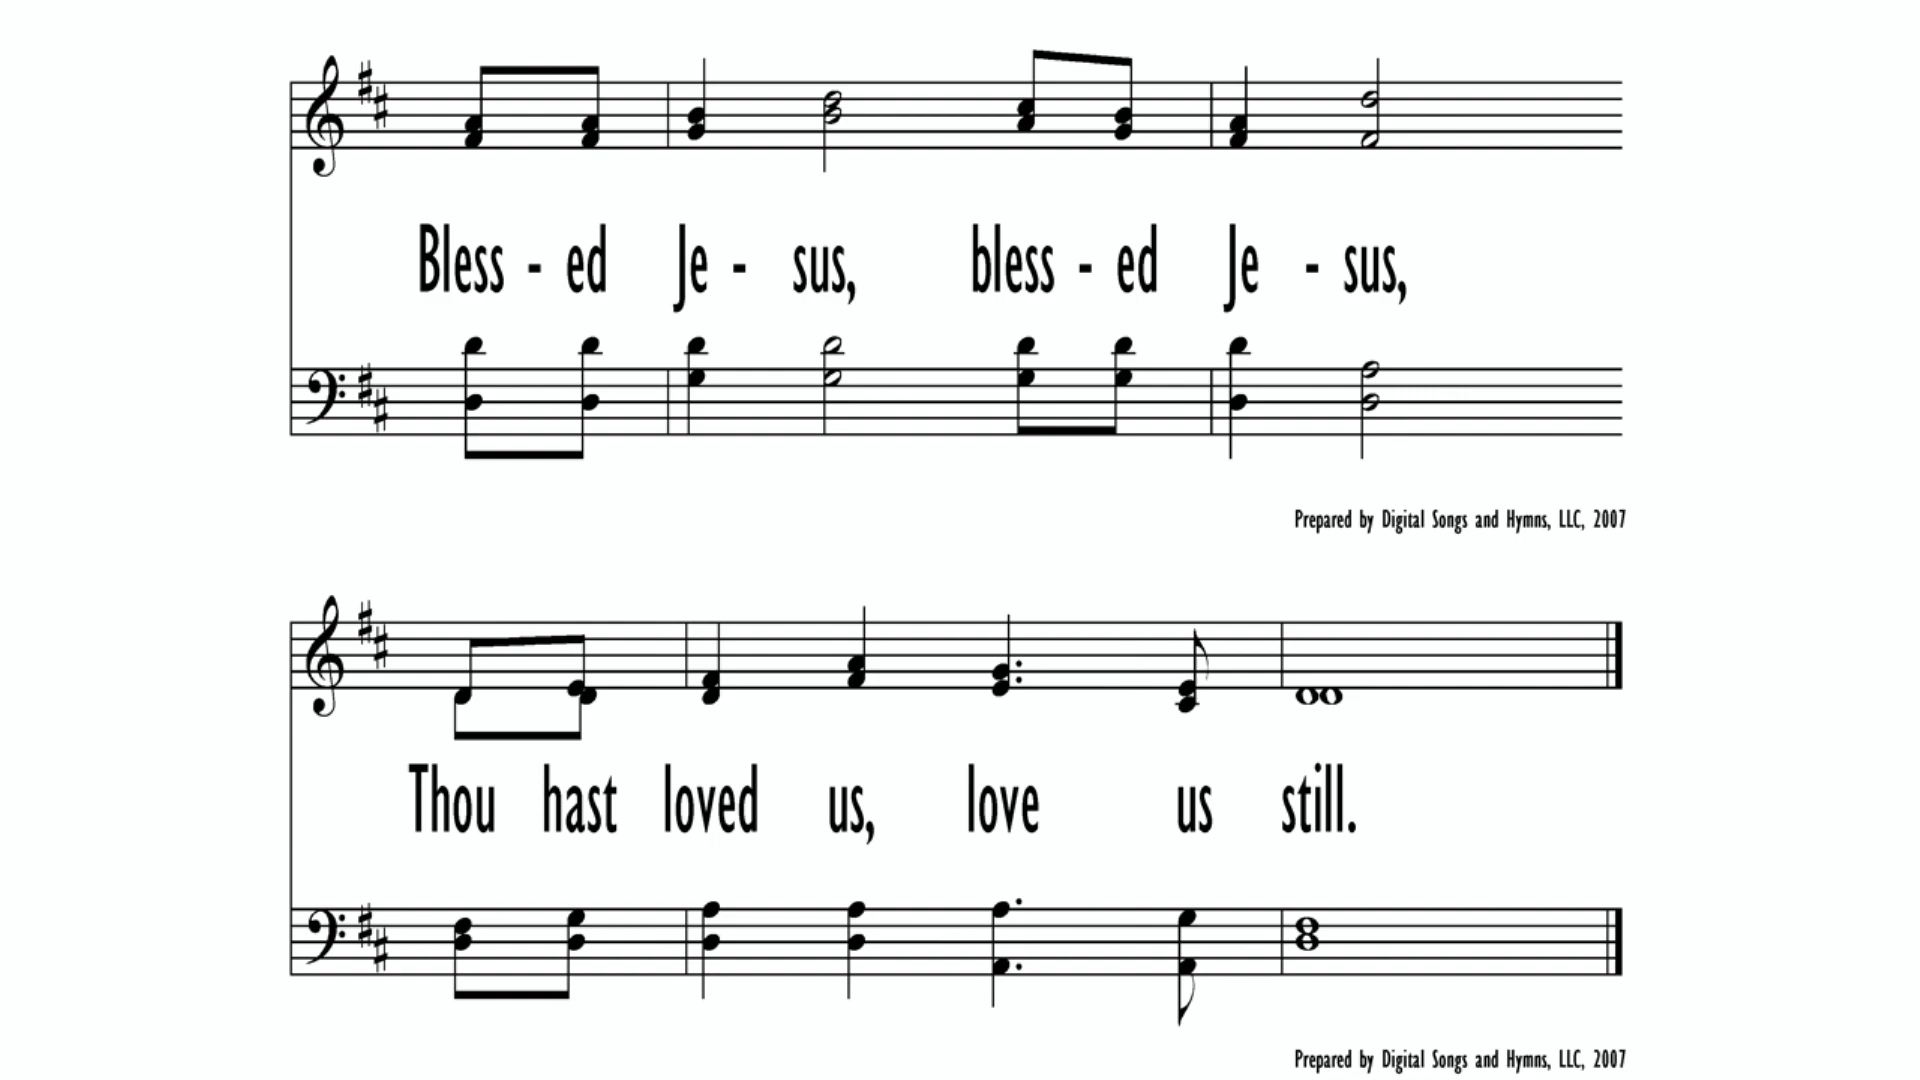 Bless - ed Je - sus, bless - ed Je - sus,
Prepared by Digital Songs and Hymns, LLC, 2007
Thou hast loved us, love us still.
Prepared by Digital Songs and Hymns, LLC, 2007